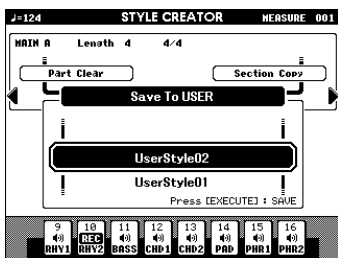 ♩=124 STYLE CREATOR MEASURE 001
MAIN A Length 4 4/4
Part Clear Section Copy
Save To USER
UserStyle02
UserStyle01
Press [EXECUTE] : SAVE
9 10 11 12 13 14 15 16
REC
RHY1 RHY2 BASS CHD1 CHD2 PAD PHR1 PHR2